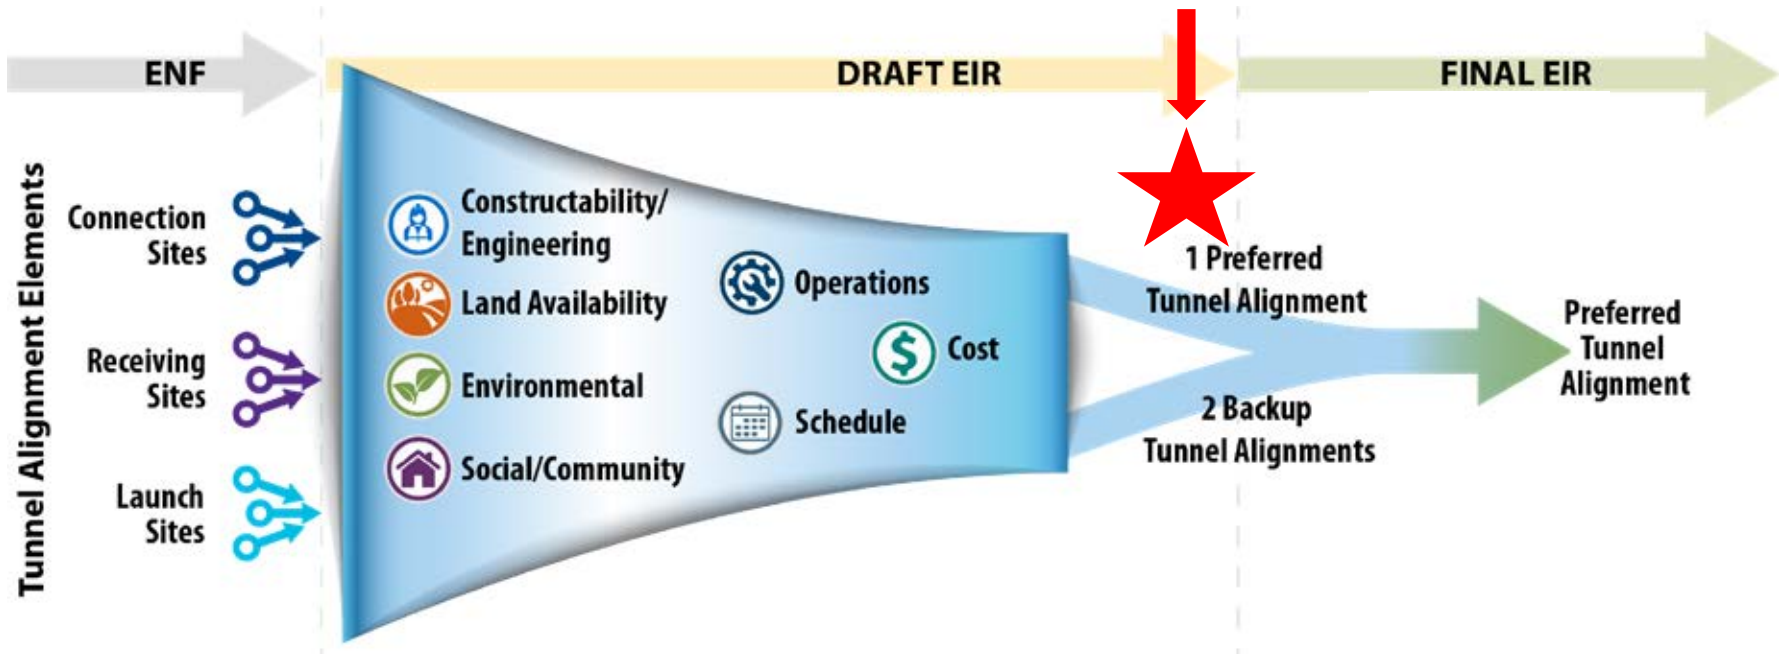 ENF
DRAFT EIR
FINAL EIR
Tunnel Alignment Elements
Connection
Sites
Receiving
Sites
Launch
Sites
Constructability/
Engineering
Land Availability
Environmental
Social/Community
Operations
Cost
Schedule
1 Preferred
Tunnel Alignment
2 Backup
Tunnel Alignments
Preferred
Tunnel
Alignment